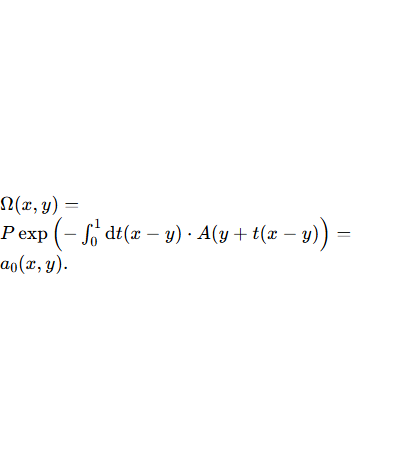 Ω(x, y) =
P exp (− ∫₀¹ dt(x − y) · A(y + t(x − y)) =
a₀(x, y).